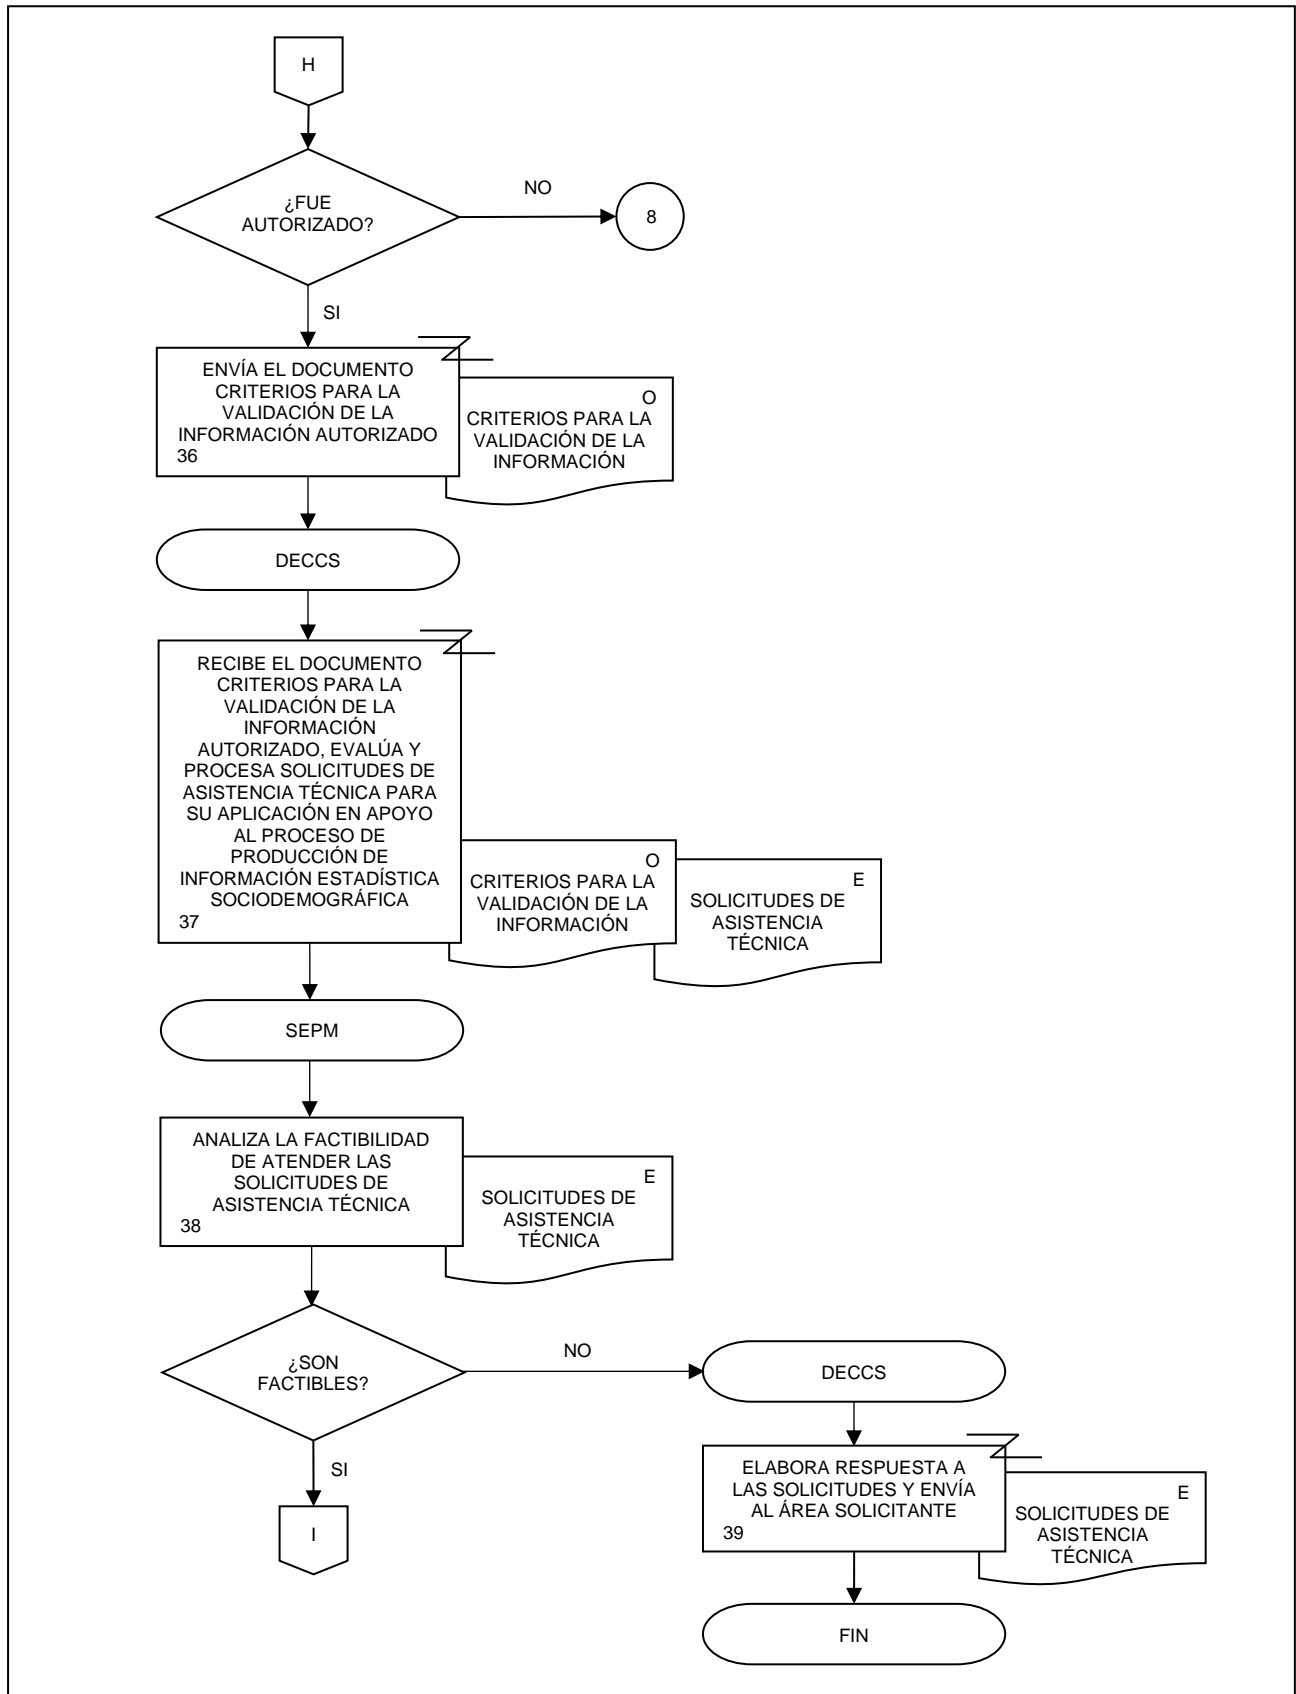 H
¿FUE
AUTORIZADO?
NO
8
SI
ENVÍA EL DOCUMENTO
CRITERIOS PARA LA
VALIDACIÓN DE LA
INFORMACIÓN AUTORIZADO
36
O
CRITERIOS PARA LA
VALIDACIÓN DE LA
INFORMACIÓN
DECCS
RECIBE EL DOCUMENTO
CRITERIOS PARA LA
VALIDACIÓN DE LA
INFORMACIÓN
AUTORIZADO, EVALÚA Y
PROCESA SOLICITUDES DE
ASISTENCIA TÉCNICA PARA
SU APLICACIÓN EN APOYO
AL PROCESO DE
PRODUCCIÓN DE
INFORMACIÓN ESTADÍSTICA
SOCIODEMOGRÁFICA
37
O
CRITERIOS PARA LA
VALIDACIÓN DE LA
INFORMACIÓN
E
SOLICITUDES DE
ASISTENCIA
TÉCNICA
SEPM
ANALIZA LA FACTIBILIDAD
DE ATENDER LAS
SOLICITUDES DE
ASISTENCIA TÉCNICA
38
E
SOLICITUDES DE
ASISTENCIA
TÉCNICA
¿SON
FACTIBLES?
NO
DECCS
SI
I
ELABORA RESPUESTA A
LAS SOLICITUDES Y ENVÍA
AL ÁREA SOLICITANTE
39
E
SOLICITUDES DE
ASISTENCIA
TÉCNICA
FIN